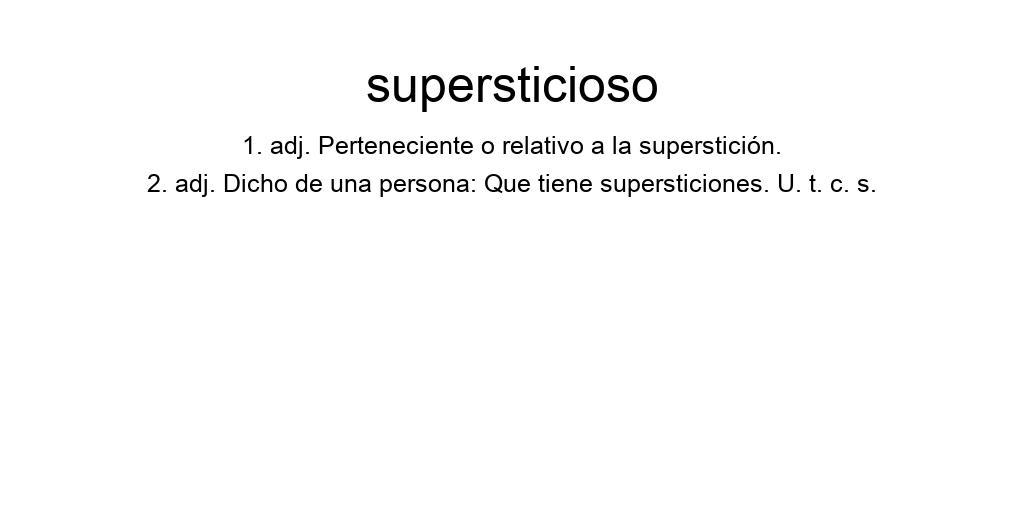 supersticioso
1. adj. Perteneciente o relativo a la superstición.
2. adj. Dicho de una persona: Que tiene supersticiones. U. t. c. s.